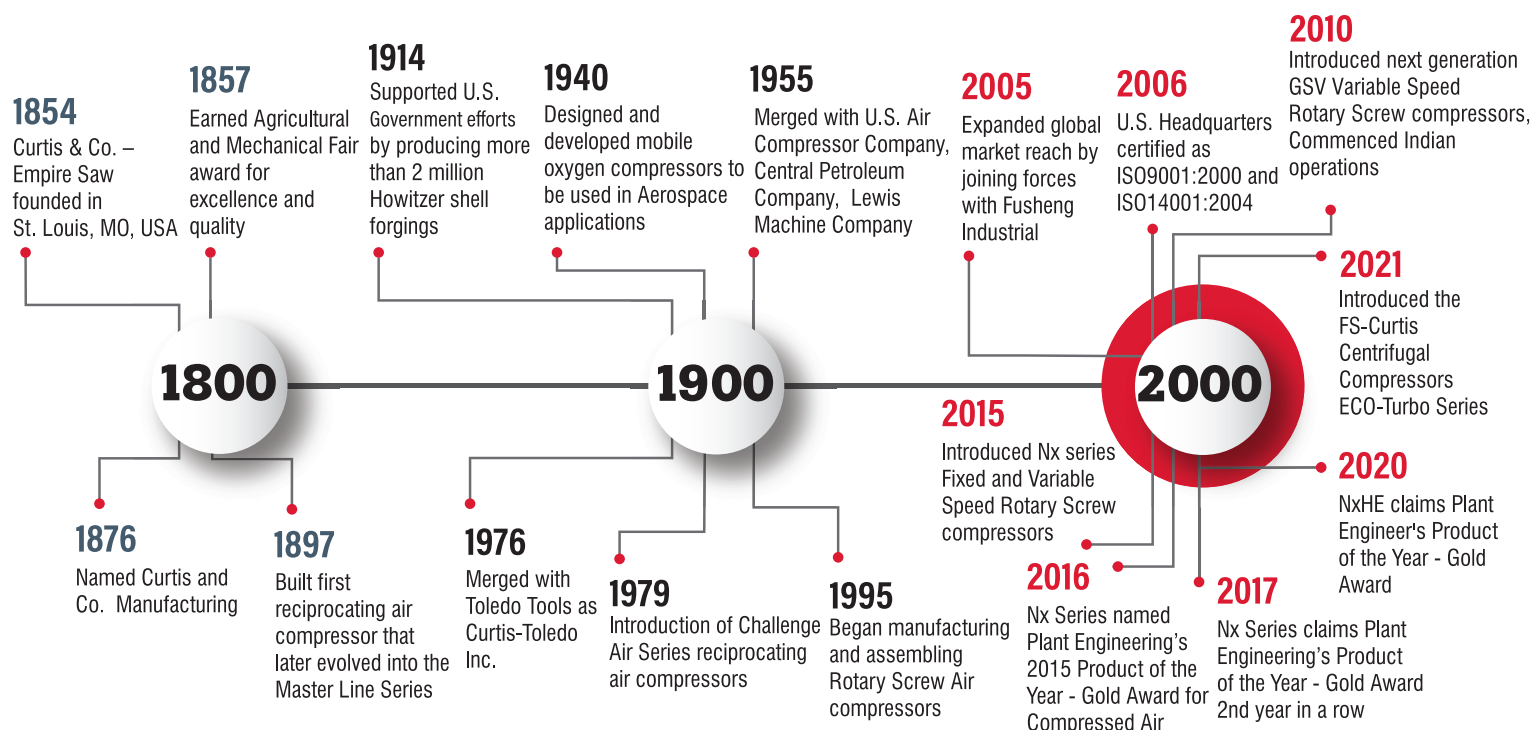 1854
Curtis & Co. –
Empire Saw
founded in
St. Louis, MO, USA
1857
Earned Agricultural
and Mechanical Fair
award for
excellence and
quality
1914
Supported U.S.
Government efforts
by producing more
than 2 million
Howitzer shell
forgings
1940
Designed and
developed mobile
oxygen compressors to
be used in Aerospace
applications
1955
Merged with U.S. Air
Compressor Company,
Central Petroleum
Company, Lewis
Machine Company
2005
Expanded global
market reach by
joining forces
with Fusheng
Industrial
2006
U.S. Headquarters
certified as
ISO9001:2000 and
ISO14001:2004
2010
Introduced next generation
GSV Variable Speed
Rotary Screw compressors,
Commenced Indian
operations
2021
Introduced the
FS-Curtis
Centrifugal
Compressors
ECO-Turbo Series
1800
1900
2000
1876
Named Curtis and
Co. Manufacturing
1897
Built first
reciprocating air
compressor that
later evolved into the
Master Line Series
1976
Merged with
Toledo Tools as
Curtis-Toledo
Inc.
1979
Introduction of Challenge
Air Series reciprocating
air compressors
1995
Began manufacturing
and assembling
Rotary Screw Air
compressors
2015
Introduced Nx series
Fixed and Variable
Speed Rotary Screw
compressors
2016
Nx Series named
Plant Engineering’s
2015 Product of the
Year - Gold Award for
Compressed Air
2017
Nx Series claims Plant
Engineering’s Product
of the Year - Gold Award
2nd year in a row
2020
NxHE claims Plant
Engineer's Product
of the Year - Gold
Award